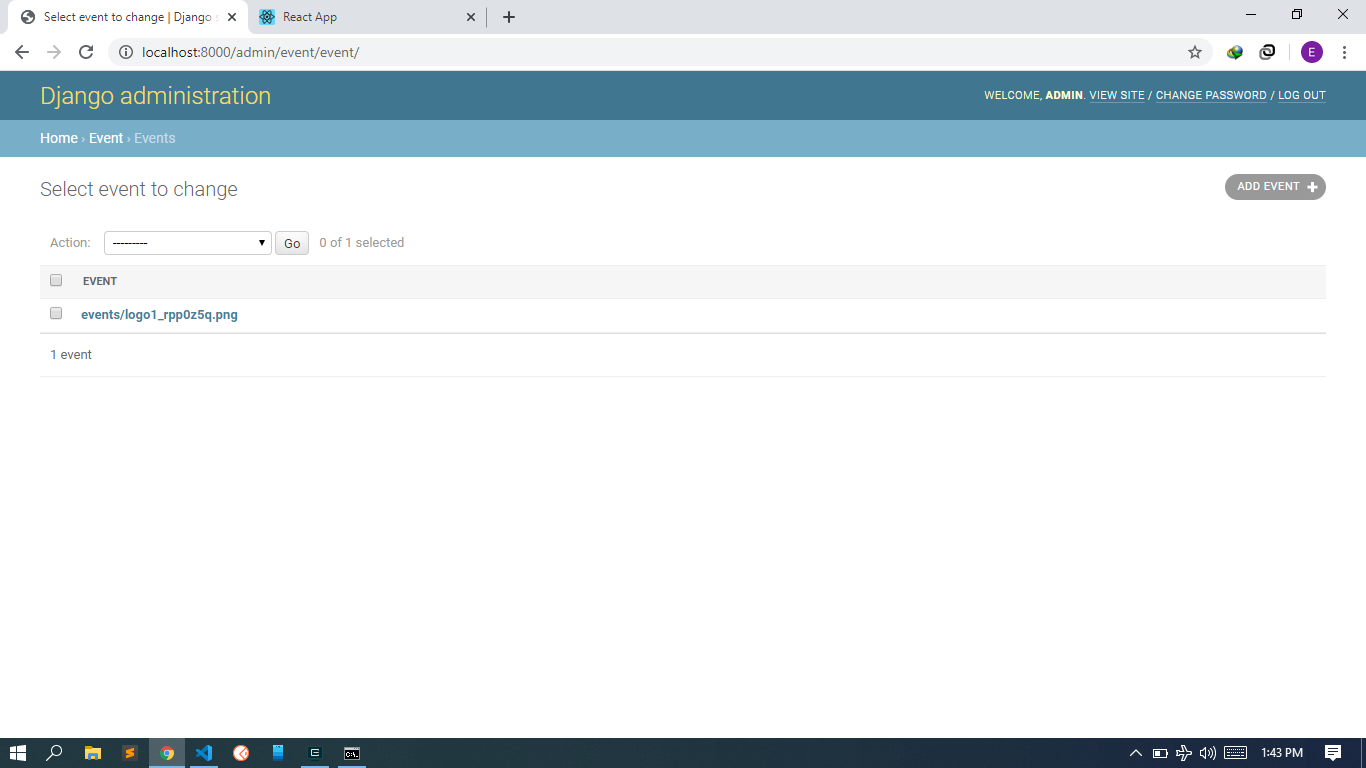 Select event to change | Django s
React App
localhost:8000/admin/event/event/
E
Django administration
WELCOME, ADMIN. VIEW SITE / CHANGE PASSWORD / LOG OUT
Home › Event › Events
Select event to change
ADD EVENT +
Action: --------- Go 0 of 1 selected
EVENT
events/logo1_rpp0z5q.png
1 event
1:43 PM